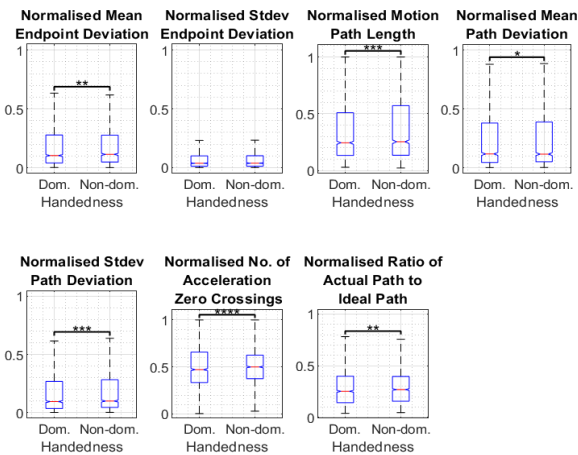 Normalised Mean
Endpoint Deviation
1
0.5
0
**
Dom. Non-dom.
Handedness
Normalised Stdev
Endpoint Deviation
1
0.5
0
Dom. Non-dom.
Handedness
Normalised Motion
Path Length
1
0.5
0
***
Dom. Non-dom.
Handedness
Normalised Mean
Path Deviation
1
0.5
0
*
Dom. Non-dom.
Handedness
Normalised Stdev
Path Deviation
1
0.5
0
***
Dom. Non-dom.
Handedness
Normalised No. of
Acceleration
Zero Crossings
1
0.5
0
****
Dom. Non-dom.
Handedness
Normalised Ratio of
Actual Path to
Ideal Path
1
0.5
0
**
Dom. Non-dom.
Handedness